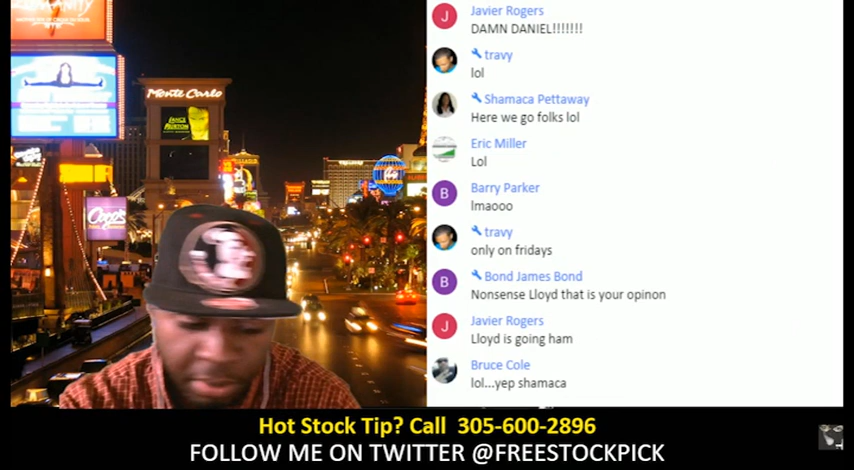 Monte Carlo
LANCE
BURTON
Javier Rogers
DAMN DANIEL!!!!!!!
travy
lol
Shamaca Pettaway
Here we go folks lol
Eric Miller
Lol
B
Barry Parker
lmaooo
travy
only on fridays
B
Bond James Bond
Nonsense Lloyd that is your opinon
J
Javier Rogers
Lloyd is going ham
Bruce Cole
lol...yep shamaca
Hot Stock Tip? Call 305-600-2896
FOLLOW ME ON TWITTER @FREESTOCKPICK